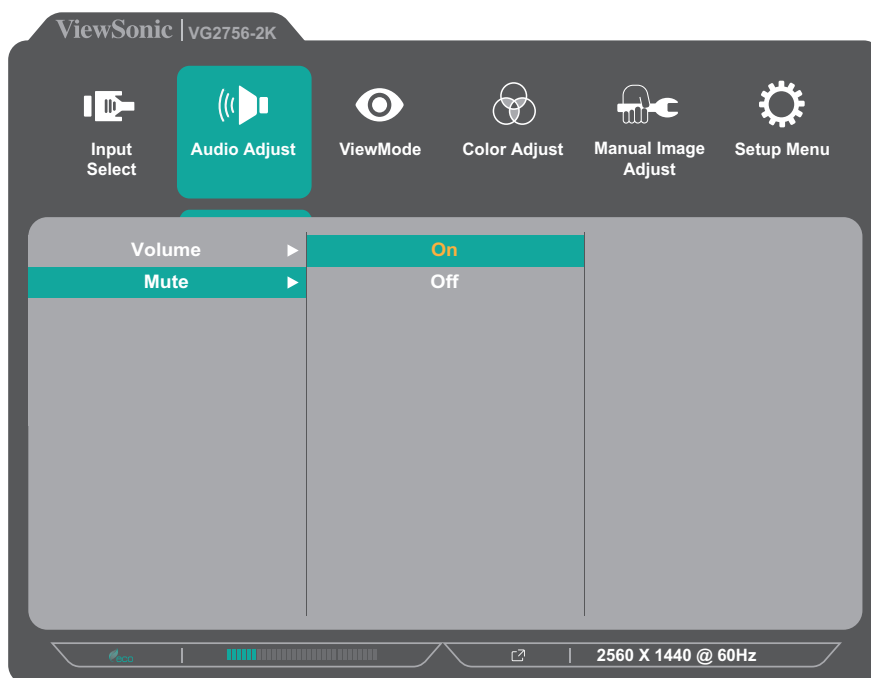 ViewSonic | VG2756-2K
Input Select
Audio Adjust
ViewMode
Color Adjust
Manual Image Adjust
Setup Menu
Volume
On
Mute
Off
eco
2560 X 1440 @ 60Hz